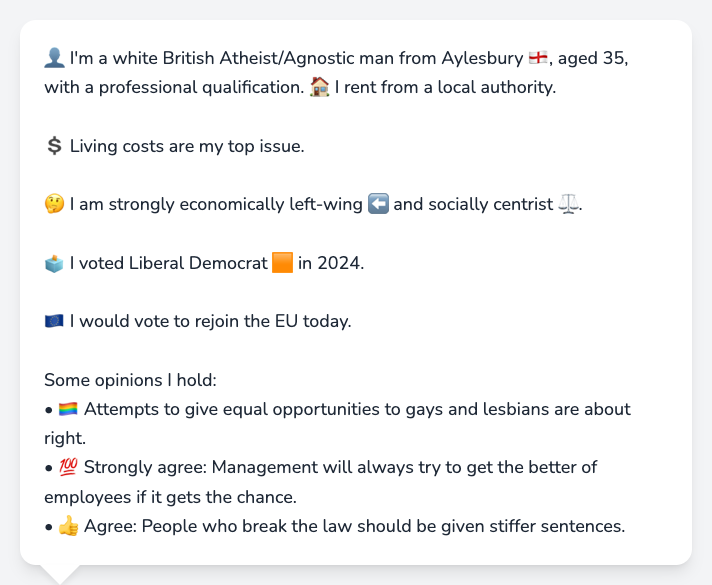 👤 I'm a white British Atheist/Agnostic man from Aylesbury 🏴󠁧󠁢󠁥󠁮󠁧󠁿, aged 35,
with a professional qualification. 🏠 I rent from a local authority.
💲 Living costs are my top issue.
🤔 I am strongly economically left-wing ⬅️ and socially centrist ⚖️.
🗳️ I voted Liberal Democrat 🟧 in 2024.
🇪🇺 I would vote to rejoin the EU today.
Some opinions I hold:
• 🏳️‍🌈 Attempts to give equal opportunities to gays and lesbians are about
right.
• 💯 Strongly agree: Management will always try to get the better of
employees if it gets the chance.
• 👍 Agree: People who break the law should be given stiffer sentences.